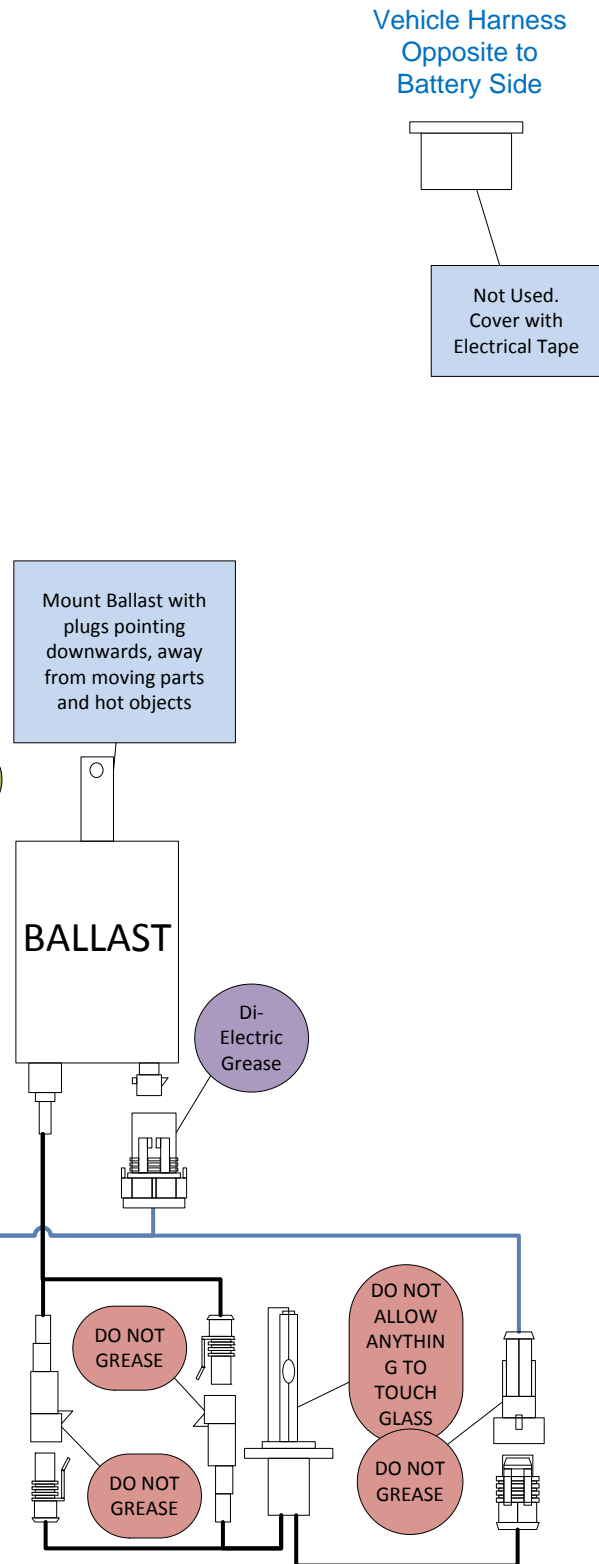 Vehicle Harness
Opposite to
Battery Side
Not Used.
Cover with
Electrical Tape
Mount Ballast with
plugs pointing
downwards, away
from moving parts
and hot objects
BALLAST
Di-
Electric
Grease
DO NOT
ALLOW
ANYTHIN
G TO
TOUCH
GLASS
DO NOT
GREASE
DO NOT
GREASE
DO NOT
GREASE